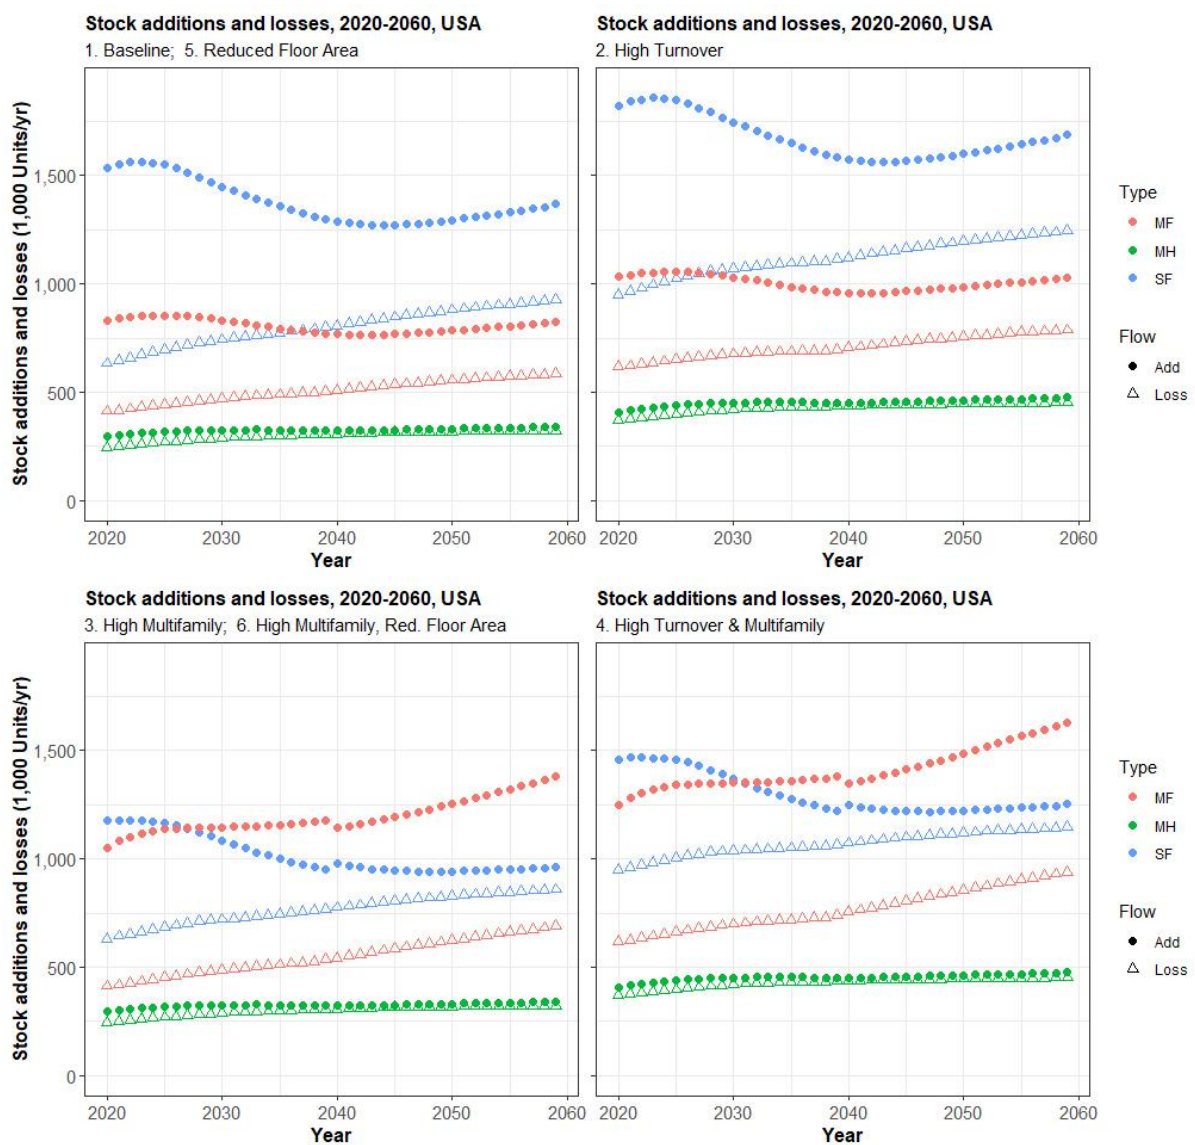 Stock additions and losses, 2020-2060, USA
1. Baseline;  5. Reduced Floor Area
Stock additions and losses (1,000 Units/yr)
1,500
1,000
500
0
2020 2030 2040 2050 2060
Year
Stock additions and losses, 2020-2060, USA
2. High Turnover
2020 2030 2040 2050 2060
Year
Type
MF
MH
SF
Flow
Add
Loss
Stock additions and losses, 2020-2060, USA
3. High Multifamily;  6. High Multifamily, Red. Floor Area
Stock additions and losses (1,000 Units/yr)
1,500
1,000
500
0
2020 2030 2040 2050 2060
Year
Stock additions and losses, 2020-2060, USA
4. High Turnover & Multifamily
2020 2030 2040 2050 2060
Year
Type
MF
MH
SF
Flow
Add
Loss